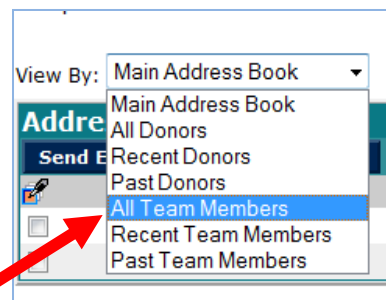 View By: Main Address Book
Main Address Book
Addre
All Donors
Send E
Recent Donors
Past Donors
All Team Members
Recent Team Members
Past Team Members